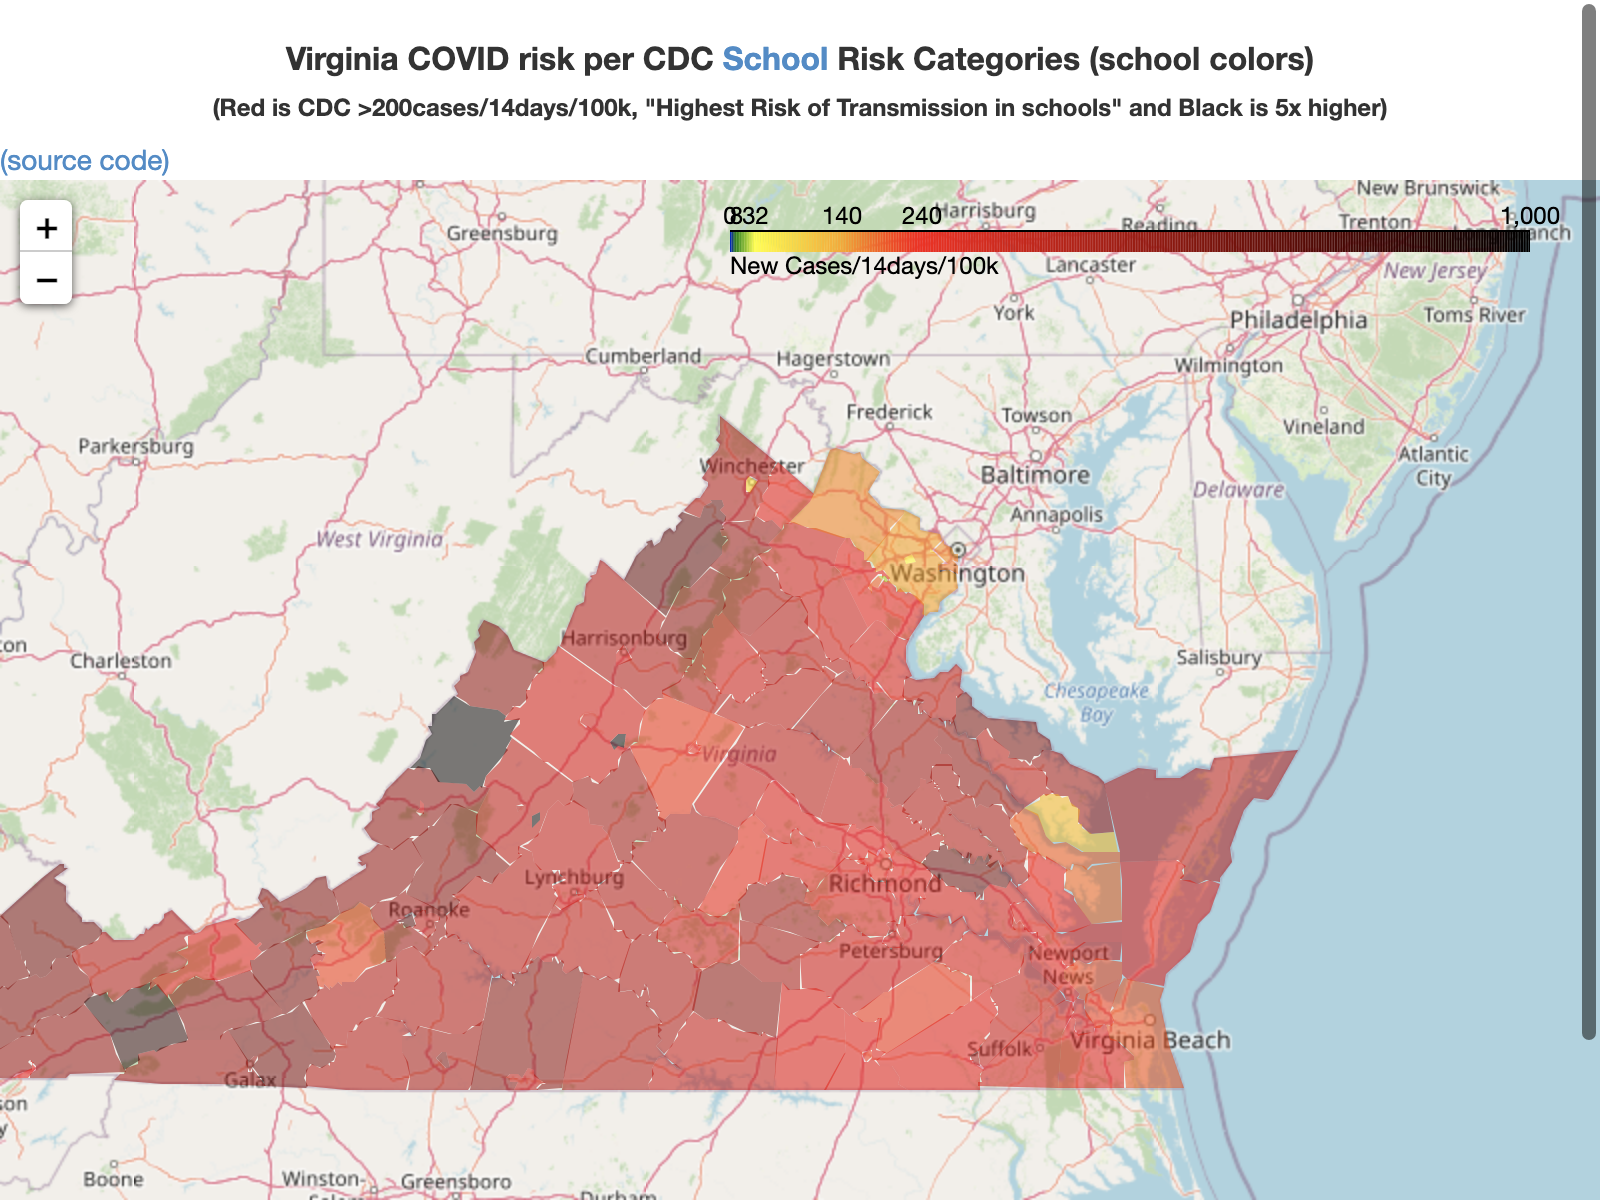 Virginia COVID risk per CDC School Risk Categories (school colors)
(Red is CDC >200cases/14days/100k, "Highest Risk of Transmission in schools" and Black is 5x higher)
(source code)
+
−
0 8 32 140 240 1,000
New Cases/14days/100k
New Brunswick
Harrisburg
Reading
Trenton
Greensburg
Lancaster
New Jersey
York
Philadelphia
Toms River
Cumberland
Hagerstown
Wilmington
Frederick
Towson
Vineland
Parkersburg
Atlantic
City
Winchester
Baltimore
Delaware
Annapolis
West Virginia
Washington
Harrisonburg
Charleston
Salisbury
Chesapeake
Bay
Virginia
Lynchburg
Richmond
Roanoke
Petersburg
Newport
News
Suffolk
Virginia Beach
Galax
Boone
Winston-
Greensboro
Durham